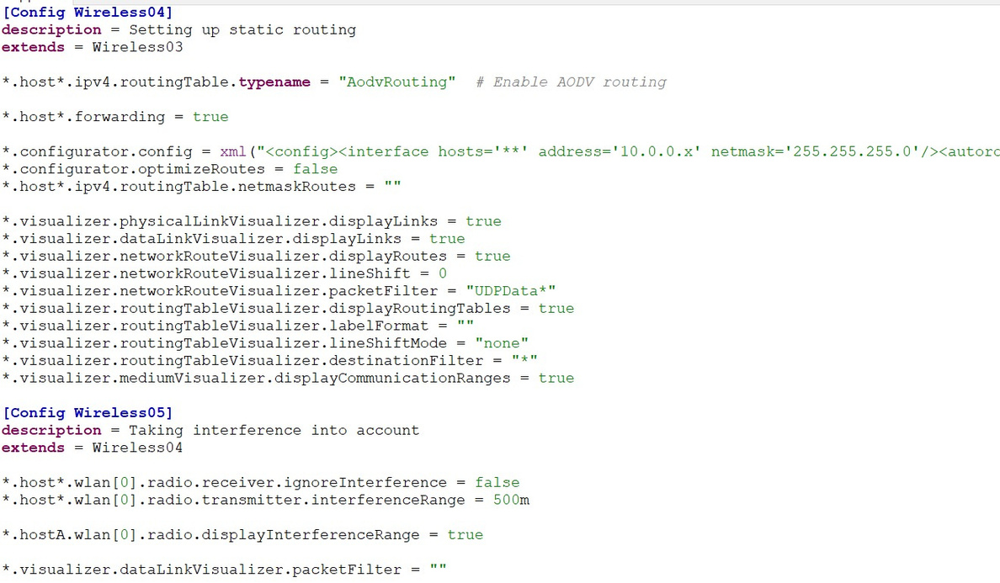 [Config Wireless04]
description = Setting up static routing
extends = Wireless03
*.host*.ipv4.routingTable.typename = "AodvRouting"  # Enable AODV routing
*.host*.forwarding = true
*.configurator.config = xml("<config><interface hosts='**' address='10.0.0.x' netmask='255.255.255.0'/><autoro
*.configurator.optimizeRoutes = false
*.host*.ipv4.routingTable.netmaskRoutes = ""
*.visualizer.physicalLinkVisualizer.displayLinks = true
*.visualizer.dataLinkVisualizer.displayLinks = true
*.visualizer.networkRouteVisualizer.displayRoutes = true
*.visualizer.networkRouteVisualizer.lineShift = 0
*.visualizer.networkRouteVisualizer.packetFilter = "UDPData*"
*.visualizer.routingTableVisualizer.displayRoutingTables = true
*.visualizer.routingTableVisualizer.labelFormat = ""
*.visualizer.routingTableVisualizer.lineShiftMode = "none"
*.visualizer.routingTableVisualizer.destinationFilter = "*"
*.visualizer.mediumVisualizer.displayCommunicationRanges = true
[Config Wireless05]
description = Taking interference into account
extends = Wireless04
*.host*.wlan[0].radio.receiver.ignoreInterference = false
*.host*.wlan[0].radio.transmitter.interferenceRange = 500m
*.hostA.wlan[0].radio.displayInterferenceRange = true
*.visualizer.dataLinkVisualizer.packetFilter = ""